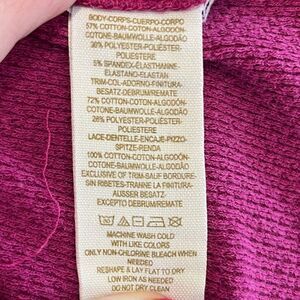 BODY-CORPS-CUERPO-CORPO
57% COTTON-COTON-ALGODÓN-
COTONE-BAUMWOLLE-ALGODÃO
38% POLYESTER-POLIÉSTER-
POLIESTERE
5% SPANDEX-ÉLASTHANNE-
ELASTANO-ELASTAN
TRIM-COL-ADORNO-FINITURA-
BESATZ-DEBRUM/REMATE
72% COTTON-COTON-ALGODÓN-
COTONE-BAUMWOLLE-ALGODÃO
28% POLYESTER-POLIÉSTER-
POLIESTERE
LACE-DENTELLE-ENCAJE-PIZZO-
SPITZE-RENDA
100% COTTON-COTON-ALGODÓN-
COTONE-BAUMWOLLE-ALGODÃO
EXCLUSIVE OF TRIM-SAUF BORDURE-
SIN RIBETES-TRANNE LA FINITURA-
AUSSER BESATZ-
EXCEPTO DEBRUM/REMATE
MACHINE WASH COLD
WITH LIKE COLORS
ONLY NON-CHLORINE BLEACH WHEN
NEEDED
RESHAPE & LAY FLAT TO DRY
LOW IRON AS NEEDED
DO NOT DRY CLEAN